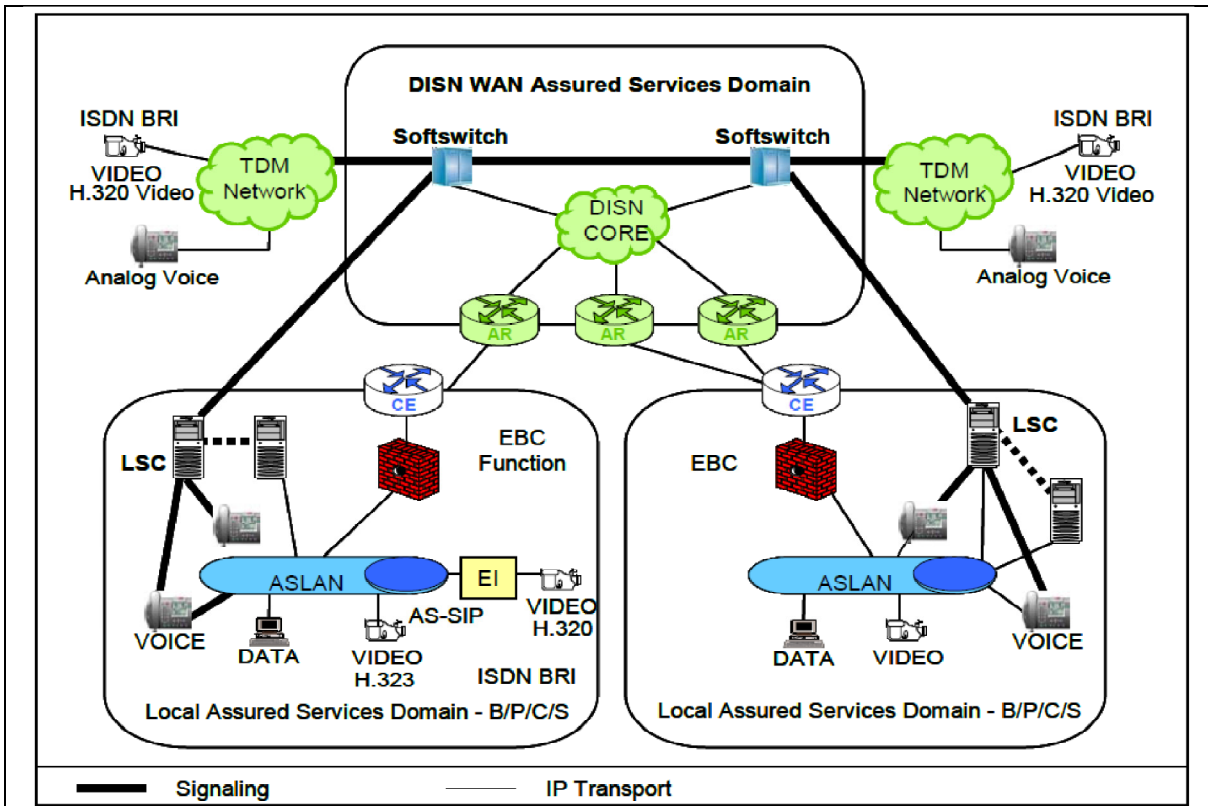 DISN WAN Assured Services Domain
ISDN BRI
VIDEO
H.320 Video
TDM
Network
Analog Voice
Softswitch
Softswitch
TDM
Network
ISDN BRI
VIDEO
H.320 Video
Analog Voice
DISN
CORE
AR
AR
AR
CE
LSC
EBC
Function
ASLAN
EI
AS-SIP
VIDEO
H.320
VOICE
DATA
VIDEO
H.323
ISDN BRI
Local Assured Services Domain - B/P/C/S
CE
LSC
EBC
ASLAN
DATA
VIDEO
VOICE
Local Assured Services Domain - B/P/C/S
Signaling
IP Transport